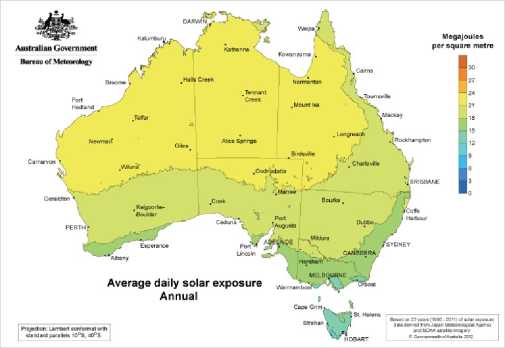 Australian Government
Bureau of Meteorology
Megajoules
per square metre
30
27
24
21
18
15
12
9
6
3
0
DARWIN
Kalumburu
Katherine
Weipa
Kowanyama
Cairns
Normanton
Broome
Halls Creek
Tennant
Creek
Mount Isa
Townsville
Mackay
Port
Hedland
Telfer
Newman
Giles
Alice Springs
Longreach
Rockhampton
Birdsville
Carnarvon
Wiluna
Oodnadatta
Charleville
BRISBANE
Geraldton
Kalgoorlie-
Boulder
Cook
Marree
Bourke
Coffs
Harbour
PERTH
Ceduna
Port
Augusta
Dubbo
Esperance
Port
Lincoln
ADELAIDE
Mildura
SYDNEY
CANBERRA
Albany
Horsham
MELBOURNE
Warrnambool
Orbost
Average daily solar exposure
Annual
Cape Grim
St. Helens
Strahan
HOBART
Projection: Lambert conformal with
standard parallels 10°S, 40°S.
Based on 22 years (1990 - 2011) of solar exposure
data derived from Japan Meteorological Agency
and NOAA satellite imagery
© Commonwealth of Australia 2012